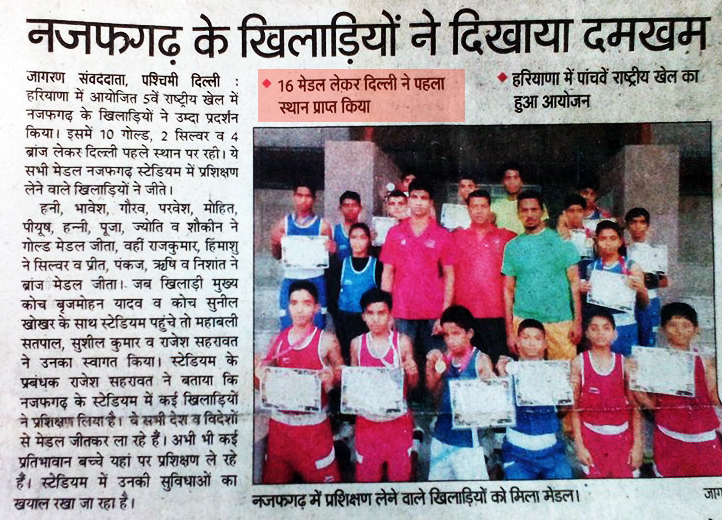 नजफगढ़ के खिलाड़ियों ने दिखाया दमखम
जागरण संवददाता, पश्चिमी दिल्ली :
हरियाणा में आयोजित 5वें राष्ट्रीय खेल में
नजफगढ़ के खिलाड़ियों ने उम्दा प्रदर्शन
किया। इसमें 10 गोल्ड, 2 सिल्वर व 4
ब्रांज लेकर दिल्ली पहले स्थान पर रही। ये
सभी मेडल नजफगढ़ स्टेडियम में प्रशिक्षण
लेने वाले खिलाड़ियों ने जीते।
हनी, भावेश, गौरव, परवेश, मोहित,
पीयूष, हन्नी, पूजा, ज्योति व शौकीन ने
गोल्ड मेडल जीता, वहीं राजकुमार, हिंमाशु
ने सिल्वर व प्रीत, पंकज, ऋषि व निशांत ने
ब्रांज मेडल जीता। जब खिलाड़ी मुख्य
कोच बृजमोहन यादव व कोच सुनील
खोखर के साथ स्टेडियम पहुंचे तो महाबली
सतपाल, सुशील कुमार व राजेश सहरावत
ने उनका स्वागत किया। स्टेडियम के
प्रबंधक राजेश सहरावत ने बताया कि
नजफगढ़ के स्टेडियम में कई खिलाड़ियों
ने प्रशिक्षण लिया है। वे सभी देश व विदेशों
से मेडल जीतकर ला रहे हैं। अभी भी कई
प्रतिभावान बच्चे यहां पर प्रशिक्षण ले रहे
हैं। स्टेडियम में उनकी सुविधाओं का
खयाल रखा जा रहा है।
16 मेडल लेकर दिल्ली ने पहला
स्थान प्राप्त किया
हरियाणा में पांचवें राष्ट्रीय खेल का
हुआ आयोजन
नजफगढ़ में प्रशिक्षण लेने वाले खिलाड़ियों को मिला मेडल।